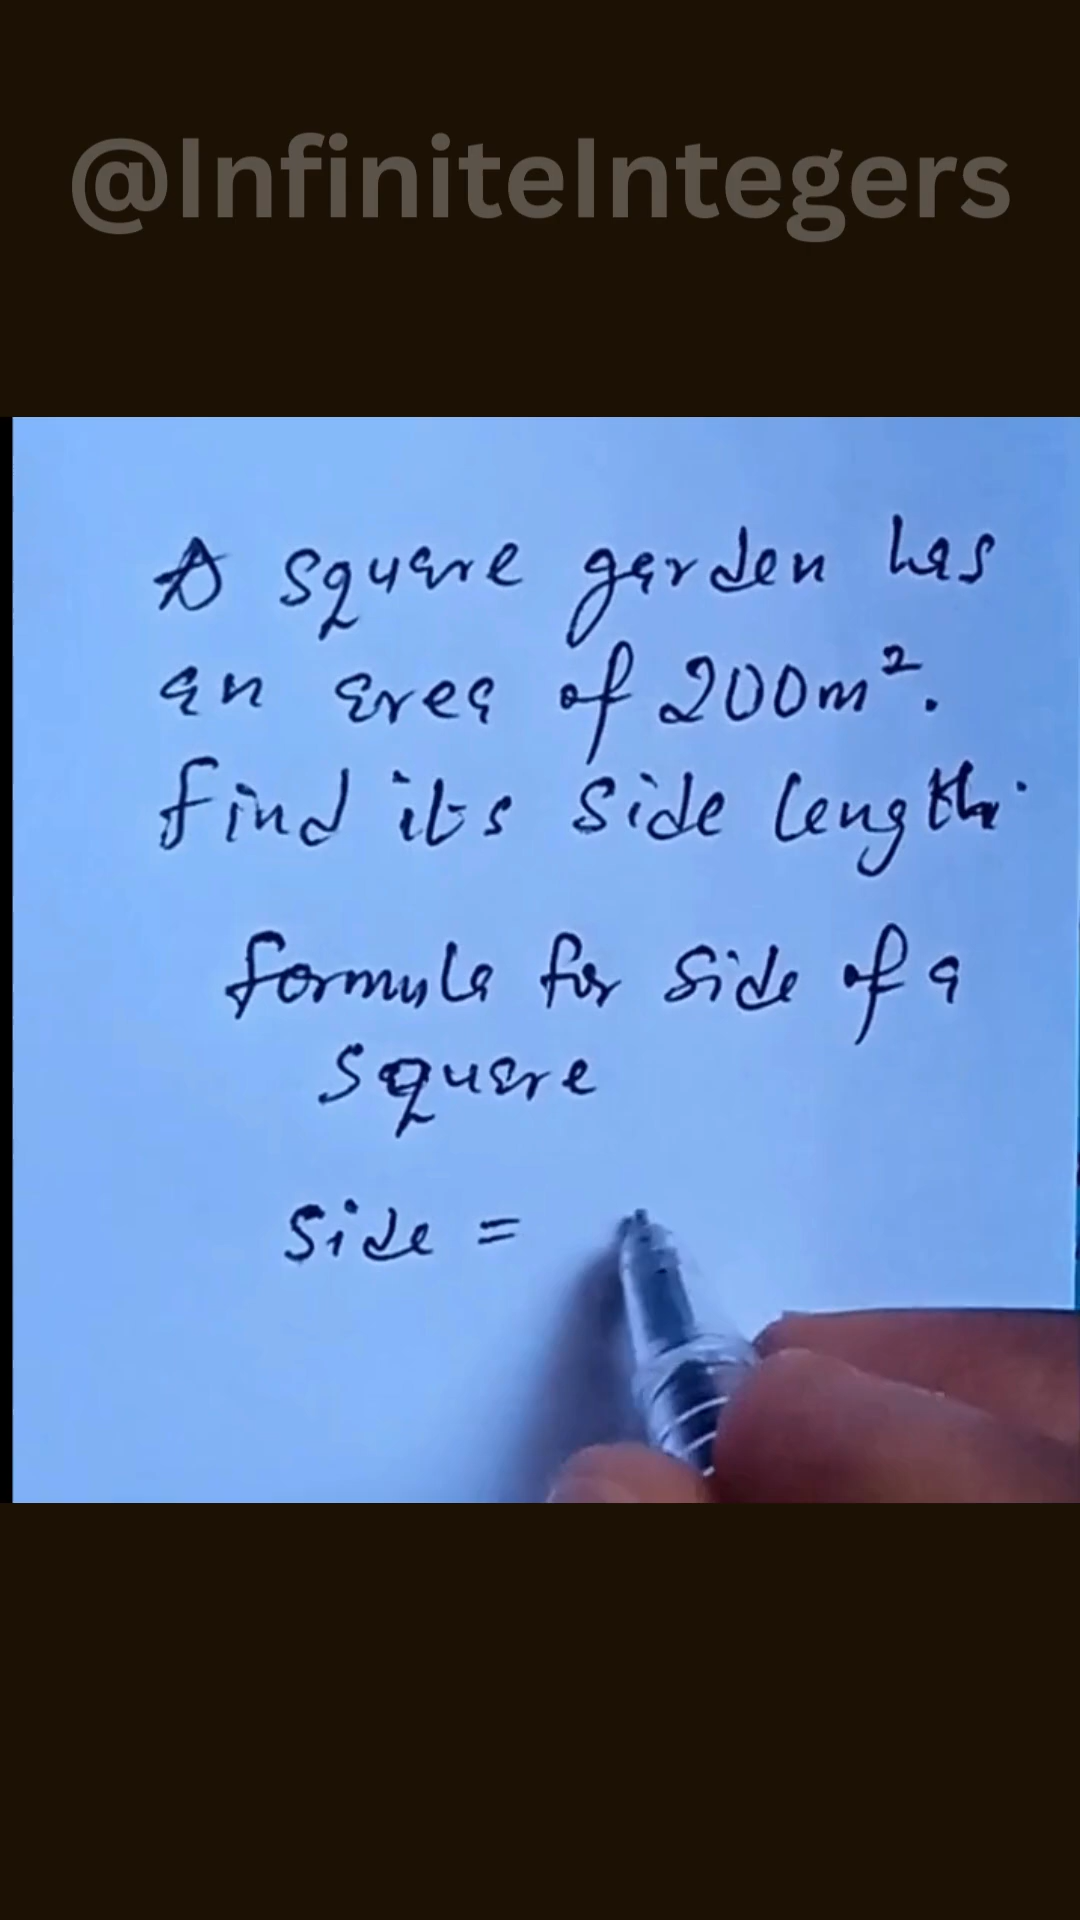 @InfiniteIntegers
A square garden has
an area of 200m².
find its side length.
formula for side of a
square
side =